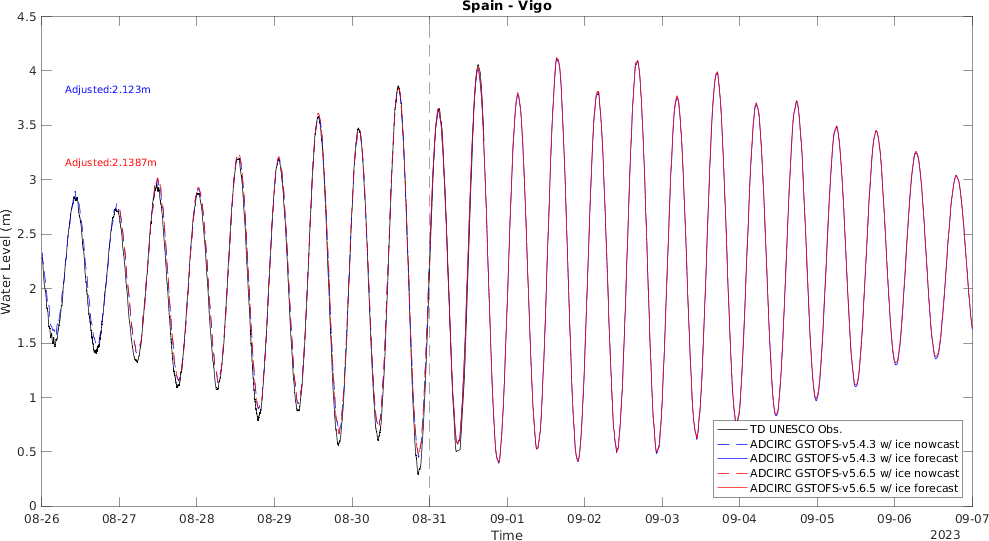 Spain - Vigo
4.5
4
3.5
3
2.5
2
1.5
1
0.5
0
Water Level (m)
Adjusted:2.123m
Adjusted:2.1387m
TD UNESCO Obs.
ADCIRC GSTOFS-v5.4.3 w/ ice nowcast
ADCIRC GSTOFS-v5.4.3 w/ ice forecast
ADCIRC GSTOFS-v5.6.5 w/ ice nowcast
ADCIRC GSTOFS-v5.6.5 w/ ice forecast
08-26 08-27 08-28 08-29 08-30 08-31 09-01 09-02 09-03 09-04 09-05 09-06 09-07
Time
2023